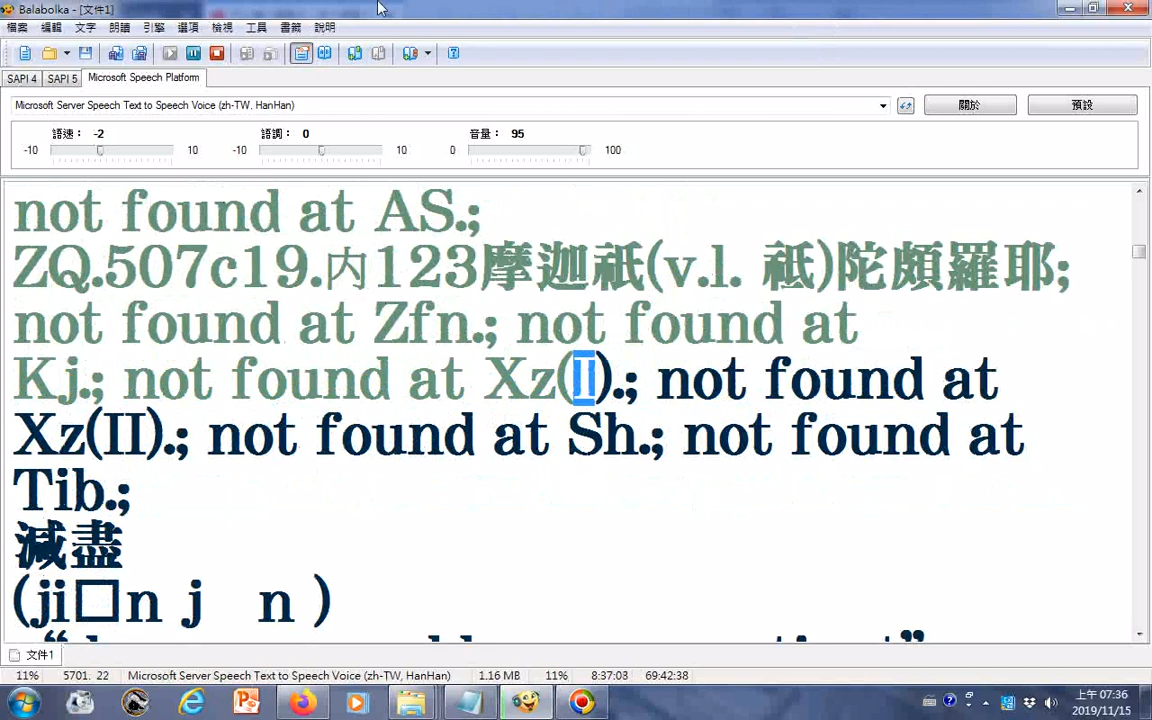 Balabolka - [文件1]
檔案 編輯 文字 朗讀 引擎 選項 檢視 工具 書籤 說明
SAPI 4 SAPI 5 Microsoft Speech Platform
Microsoft Server Speech Text to Speech Voice (zh-TW, HanHan) 關於 預設
語速： -2 語調： 0 音量： 95
-10 10 -10 10 0 100
not found at AS.;
ZQ.507c19.内123摩迦祇(v.l. 祗)陀頗羅耶;
not found at Zfn.; not found at
Kj.; not found at Xz(I).; not found at
Xz(II).; not found at Sh.; not found at
Tib.;
減盡
(ji□n j n )
文件1
11% 5701. 22 Microsoft Server Speech Text to Speech Voice (zh-TW, HanHan) 1.16 MB 11% 8:37:03 69:42:38
上午 07:36
2019/11/15